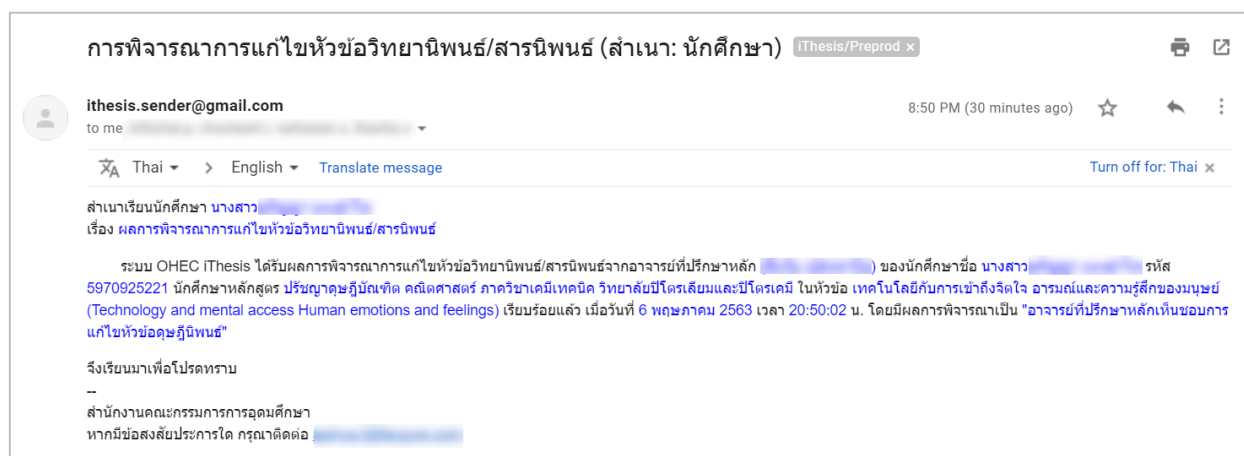 การพิจารณาการแก้ไขหัวข้อวิทยานิพนธ์/สารนิพนธ์ (สำเนา: นักศึกษา) iThesis/Preprod ×
ithesis.sender@gmail.com 8:50 PM (30 minutes ago)
to me
Thai > English Translate message Turn off for: Thai ×
สำเนาเรียนนักศึกษา นางสาว
เรื่อง ผลการพิจารณาการแก้ไขหัวข้อวิทยานิพนธ์/สารนิพนธ์
ระบบ OHEC iThesis ได้รับผลการพิจารณาการแก้ไขหัวข้อวิทยานิพนธ์/สารนิพนธ์จากอาจารย์ที่ปรึกษาหลัก ) ของนักศึกษาชื่อ นางสาว รหัส
5970925221 นักศึกษาหลักสูตร ปรัชญาดุษฎีบัณฑิต คณิตศาสตร์ ภาควิชาเคมีเทคนิค วิทยาลัยปิโตรเลียมและปิโตรเคมี ในหัวข้อ เทคโนโลยีกับการเข้าถึงจิตใจ อารมณ์และความรู้สึกของมนุษย์
(Technology and mental access Human emotions and feelings) เรียบร้อยแล้ว เมื่อวันที่ 6 พฤษภาคม 2563 เวลา 20:50:02 น. โดยมีผลการพิจารณาเป็น "อาจารย์ที่ปรึกษาหลักเห็นชอบการ
แก้ไขหัวข้อดุษฎีนิพนธ์"
จึงเรียนมาเพื่อโปรดทราบ
--
สำนักงานคณะกรรมการการอุดมศึกษา
หากมีข้อสงสัยประการใด กรุณาติดต่อ